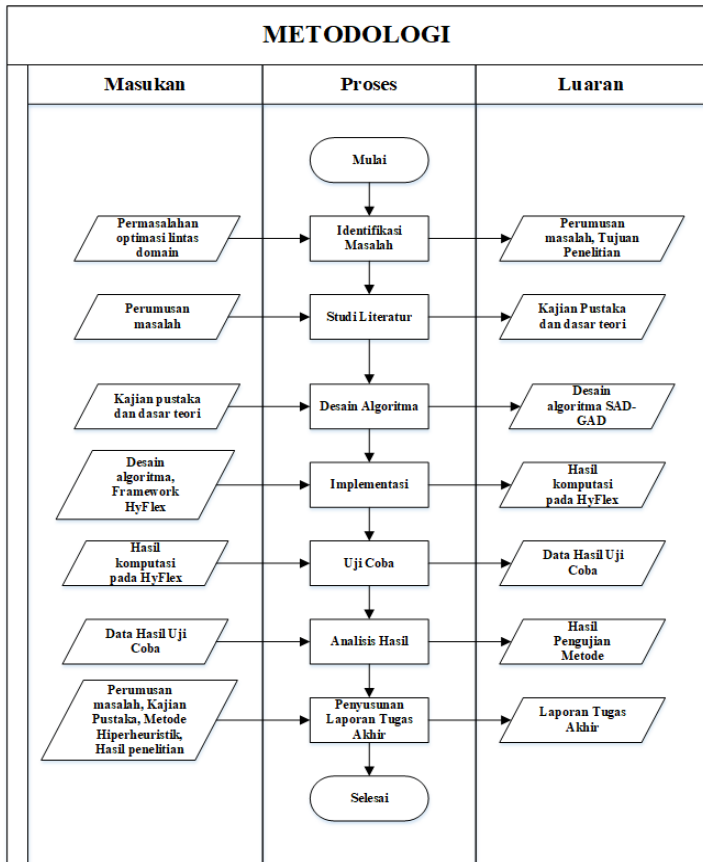 METODOLOGI
Masukan
Proses
Luaran
Mulai
Permasalahan
optimasi lintas
domain
Identifikasi
Masalah
Perumusan
masalah, Tujuan
Penelitian
Perumusan
masalah
Studi Literatur
Kajian Pustaka
dan dasar teori
Kajian pustaka
dan dasar teori
Desain Algoritma
Desain
algoritma SAD-
GAD
Desain
algoritma,
Framework
HyFlex
Implementasi
Hasil
komputasi
pada HyFlex
Hasil
komputasi
pada HyFlex
Uji Coba
Data Hasil Uji
Coba
Data Hasil Uji
Coba
Analisis Hasil
Hasil
Pengujian
Metode
Perumusan
masalah, Kajian
Pustaka, Metode
Hiperheuristik,
Hasil penelitian
Penyusunan
Laporan Tugas
Akhir
Laporan Tugas
Akhir
Selesai